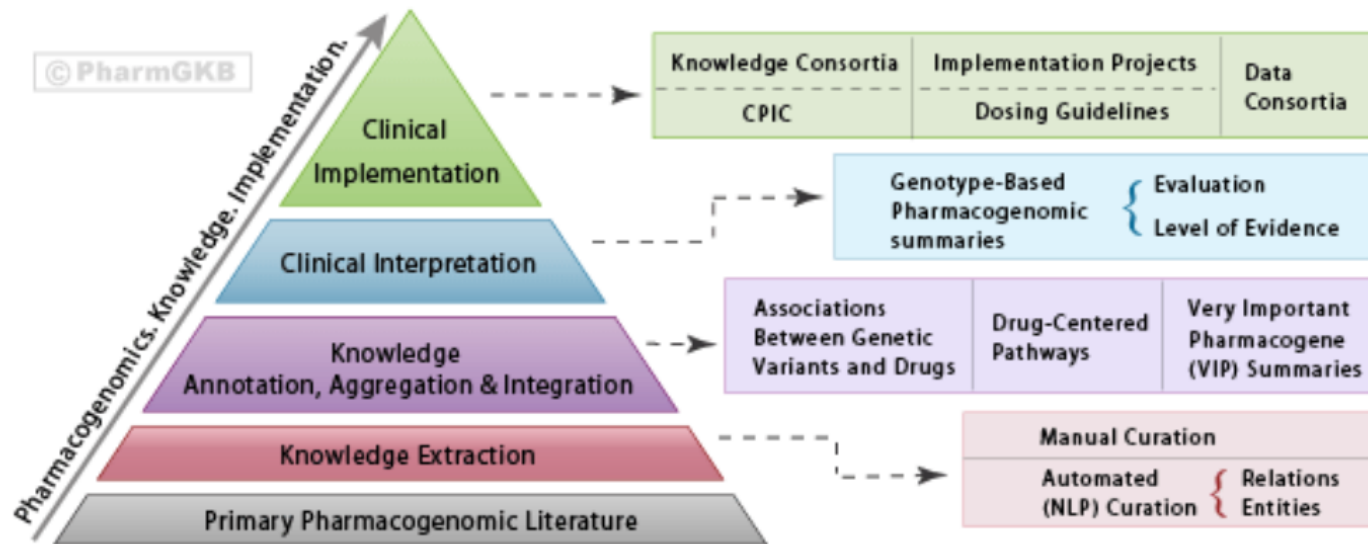 © PharmGKB
Pharmacogenomics. Knowledge. Implementation.
Clinical
Implementation
Clinical Interpretation
Knowledge
Annotation, Aggregation & Integration
Knowledge Extraction
Primary Pharmacogenomic Literature
Knowledge Consortia
CPIC
Implementation Projects
Dosing Guidelines
Data
Consortia
Genotype-Based
Pharmacogenomic
summaries
Evaluation
Level of Evidence
Associations
Between Genetic
Variants and Drugs
Drug-Centered
Pathways
Very Important
Pharmacogene
(VIP) Summaries
Manual Curation
Automated
(NLP) Curation
Relations
Entities